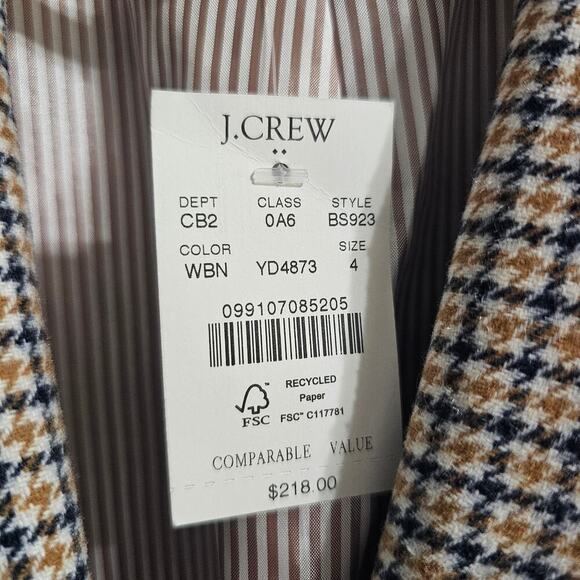 J.CREW
DEPT CLASS STYLE
CB2 0A6 BS923
COLOR SIZE
WBN YD4873 4
099107085205
RECYCLED
Paper
FSC FSC™ C117781
COMPARABLE VALUE
$218.00